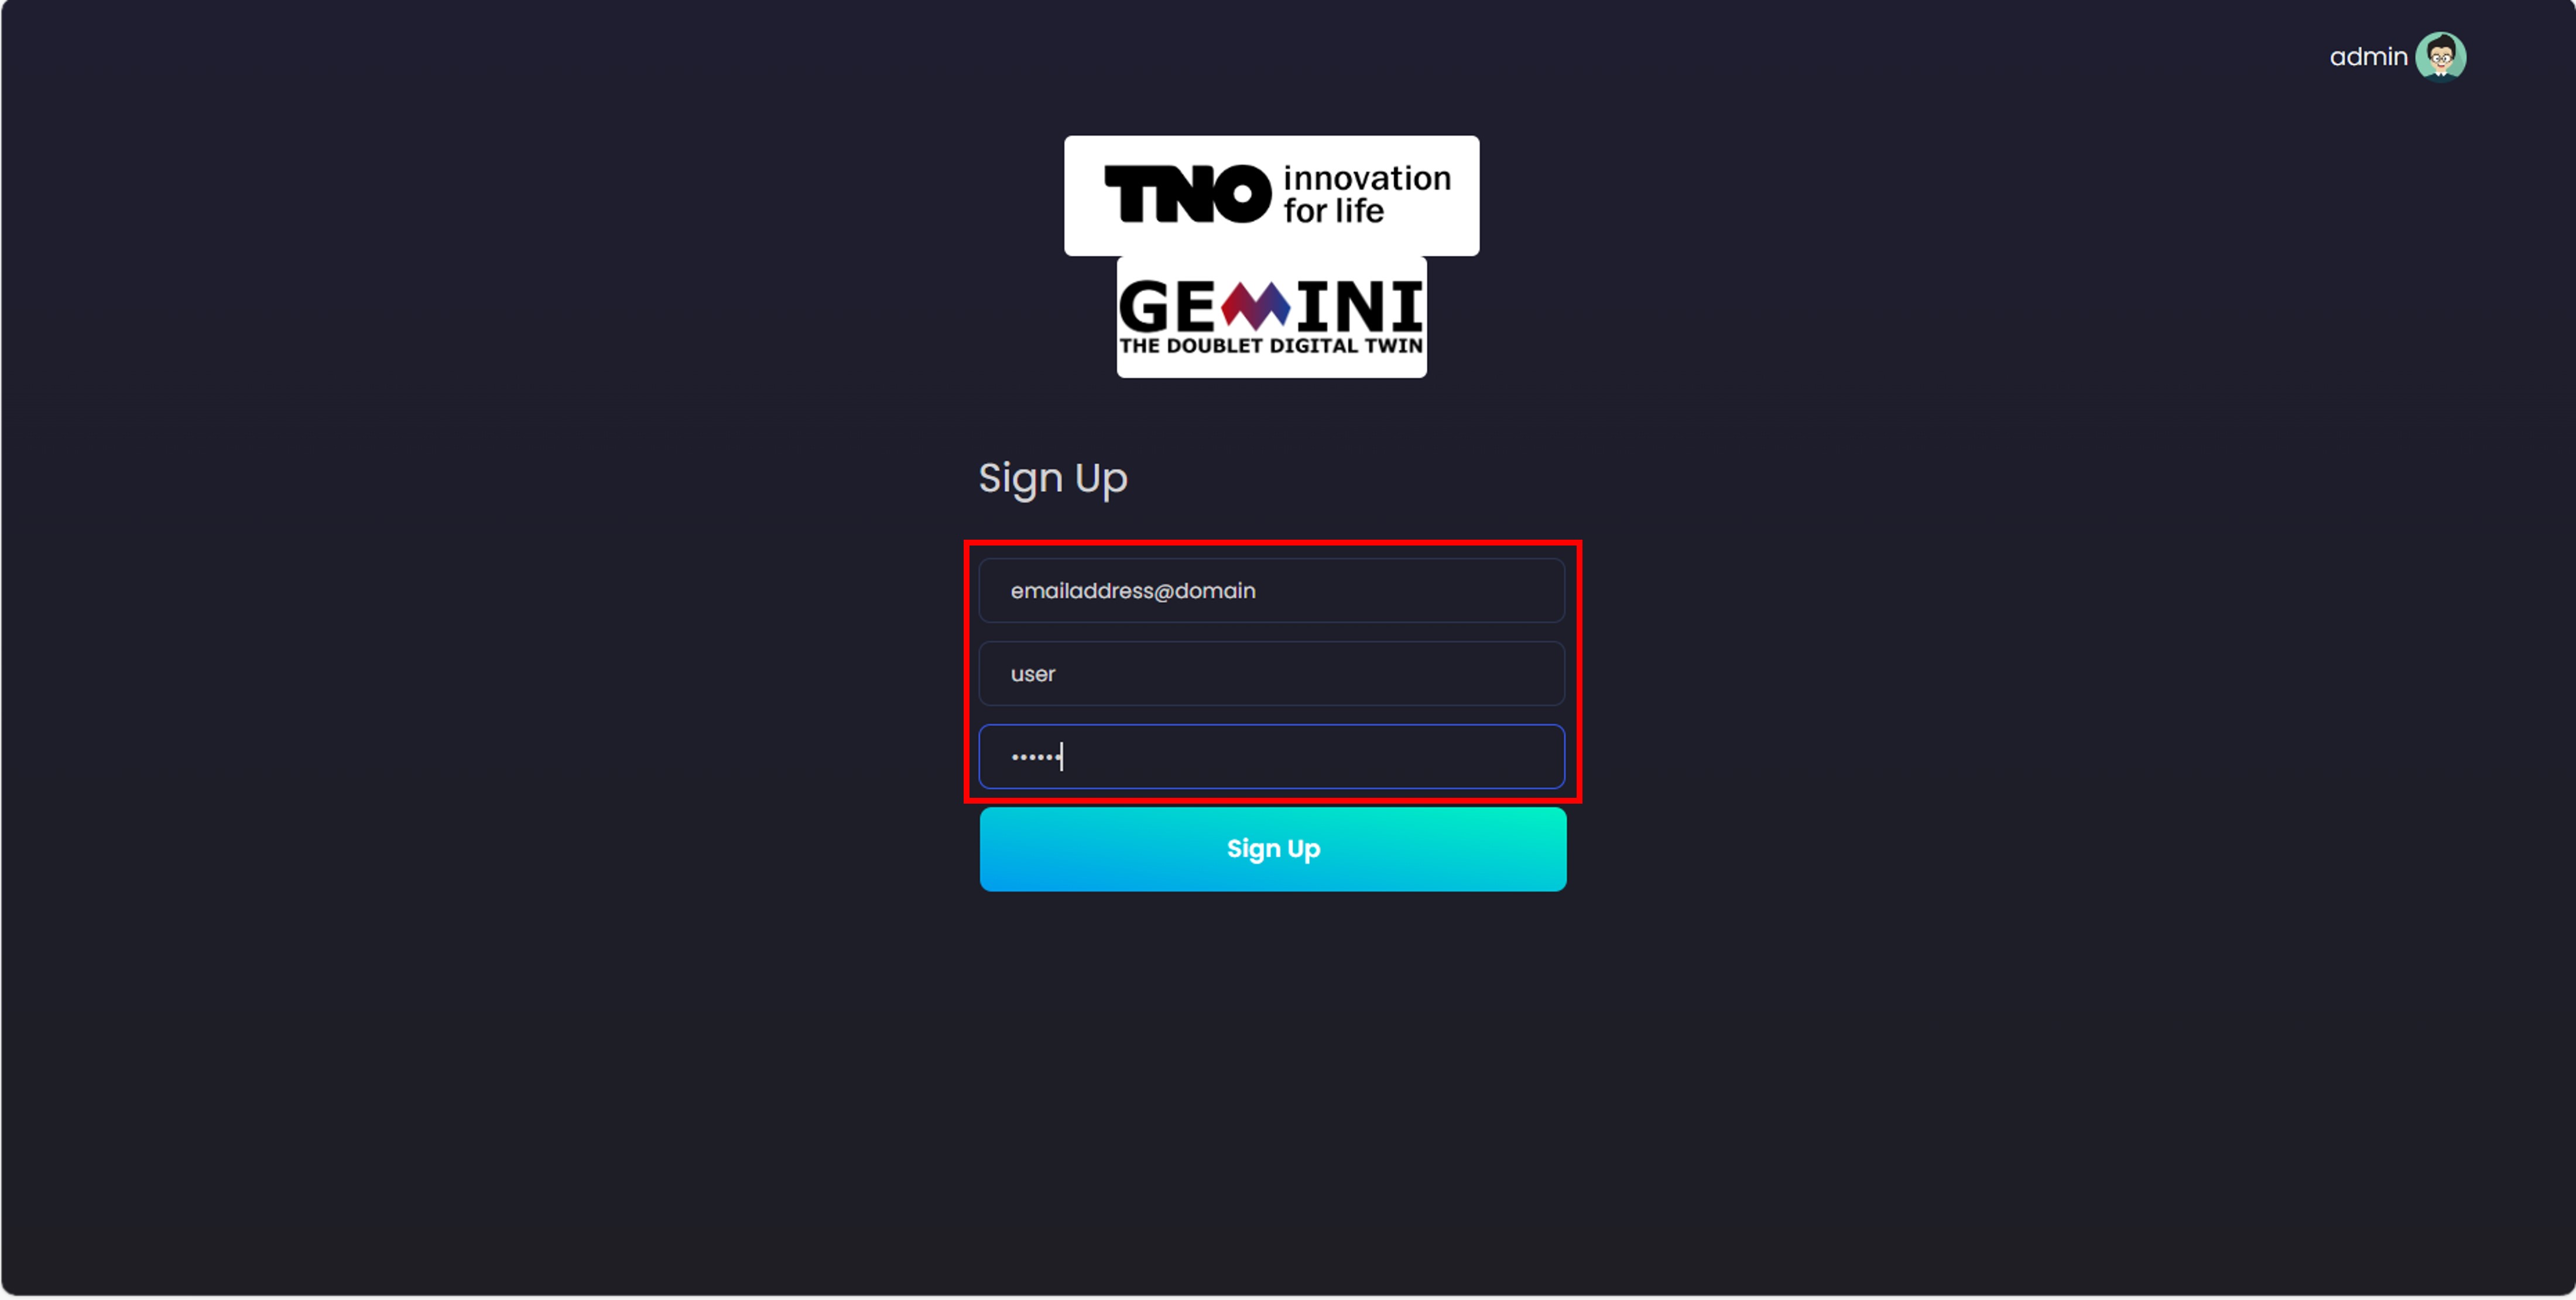 admin
TNO innovation
for life
GEMINI
THE DOUBLET DIGITAL TWIN
Sign Up
emailaddress@domain
user
••••••
Sign Up